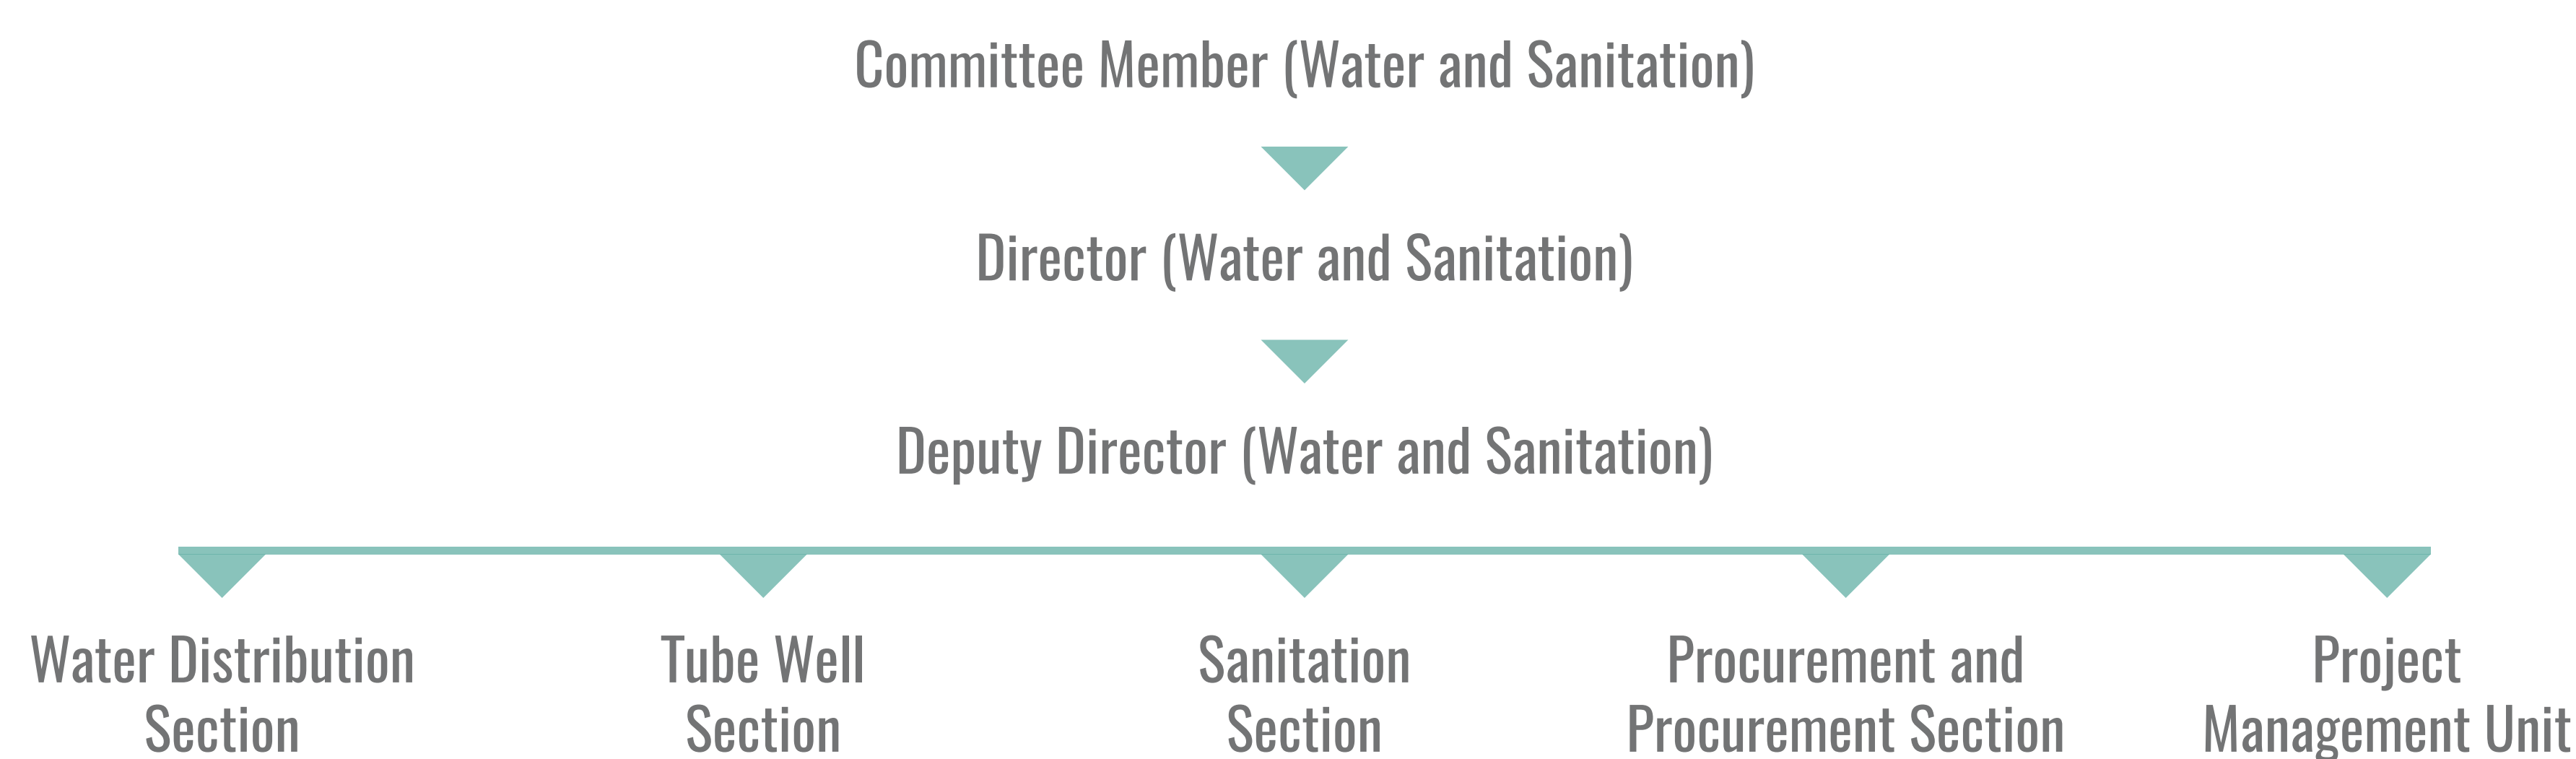 Committee Member (Water and Sanitation)
Director (Water and Sanitation)
Deputy Director (Water and Sanitation)
Water Distribution
Section
Tube Well
Section
Sanitation
Section
Procurement and
Procurement Section
Project
Management Unit